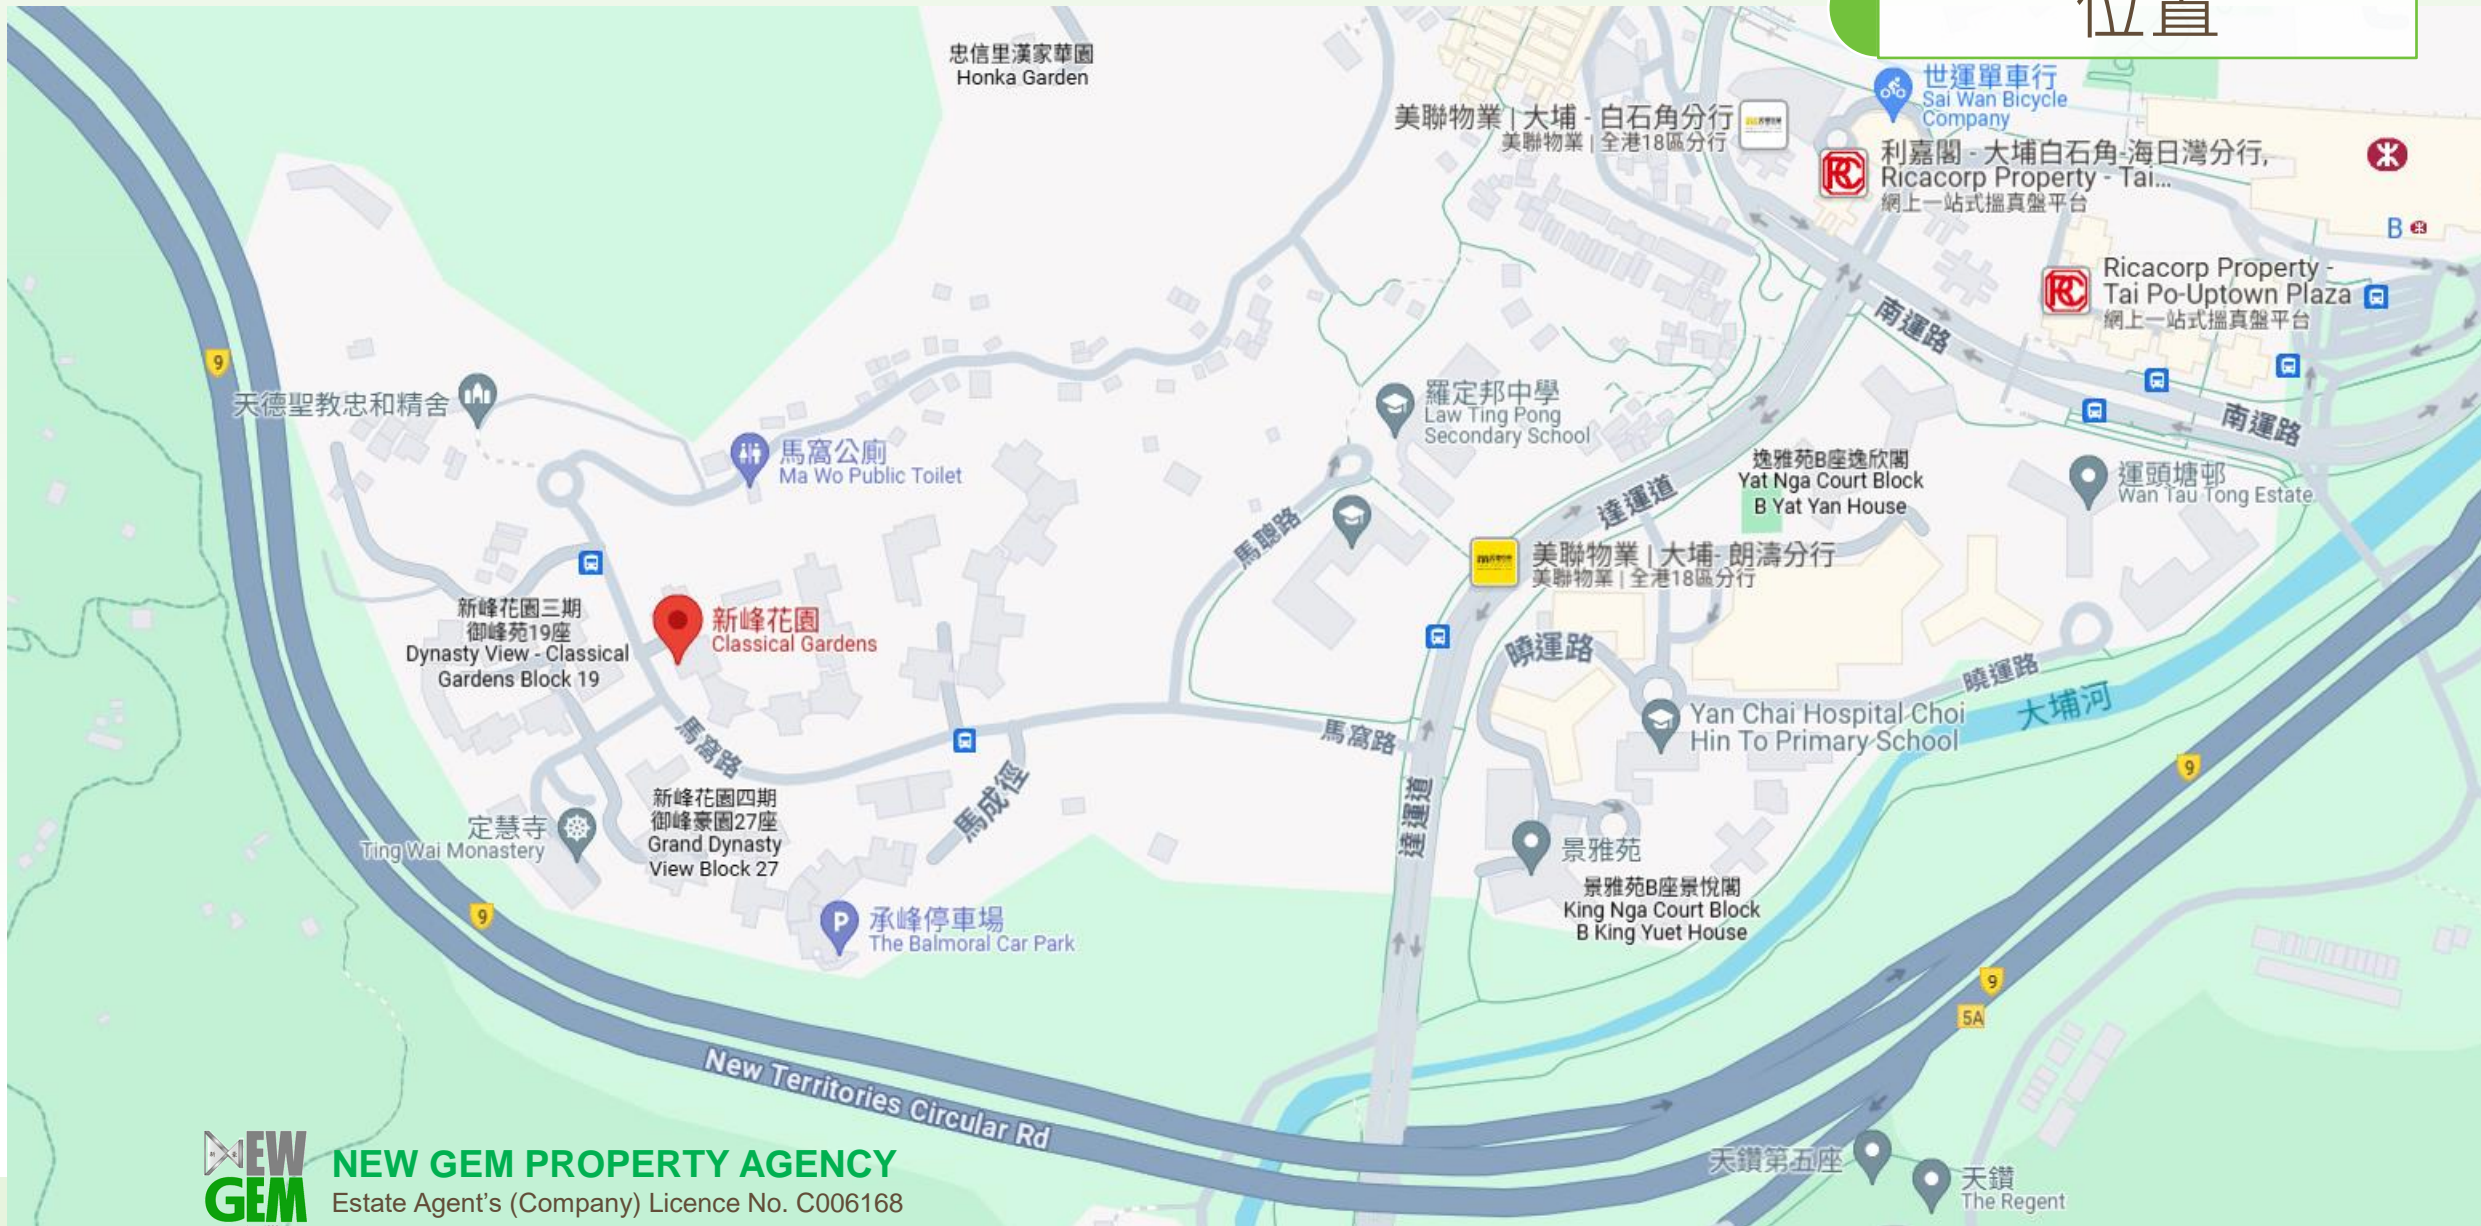 位置
忠信里漢家華園
Honka Garden
世運單車行
Sai Wan Bicycle
Company
美聯物業 | 大埔 - 白石角分行
美聯物業 | 全港18區分行
利嘉閣 - 大埔白石角-海日灣分行,
Ricacorp Property - Tai...
網上一站式搵真盤平台
B
Ricacorp Property -
Tai Po-Uptown Plaza
網上一站式搵真盤平台
南運路
9
天德聖教忠和精舍
羅定邦中學
Law Ting Pong
Secondary School
南運路
馬窩公廁
Ma Wo Public Toilet
逸雅苑B座逸欣閣
Yat Nga Court Block
B Yat Yan House
運頭塘邨
Wan Tau Tong Estate
達運道
馬聰路
美聯物業 | 大埔- 朗濤分行
美聯物業 | 全港18區分行
新峰花園三期
御峰苑19座
Dynasty View - Classical
Gardens Block 19
新峰花園
Classical Gardens
曉運路
曉運路
大埔河
Yan Chai Hospital Choi
Hin To Primary School
馬窩路
馬窩路
9
馬成徑
達運道
新峰花園四期
御峰豪園27座
Grand Dynasty
View Block 27
定慧寺
Ting Wai Monastery
景雅苑
景雅苑B座景悅閣
King Nga Court Block
B King Yuet House
9
P
承峰停車場
The Balmoral Car Park
9
5A
New Territories Circular Rd
天鑽第五座
天鑽
The Regent
NEW
GEM
NEW GEM PROPERTY AGENCY
Estate Agent's (Company) Licence No. C006168